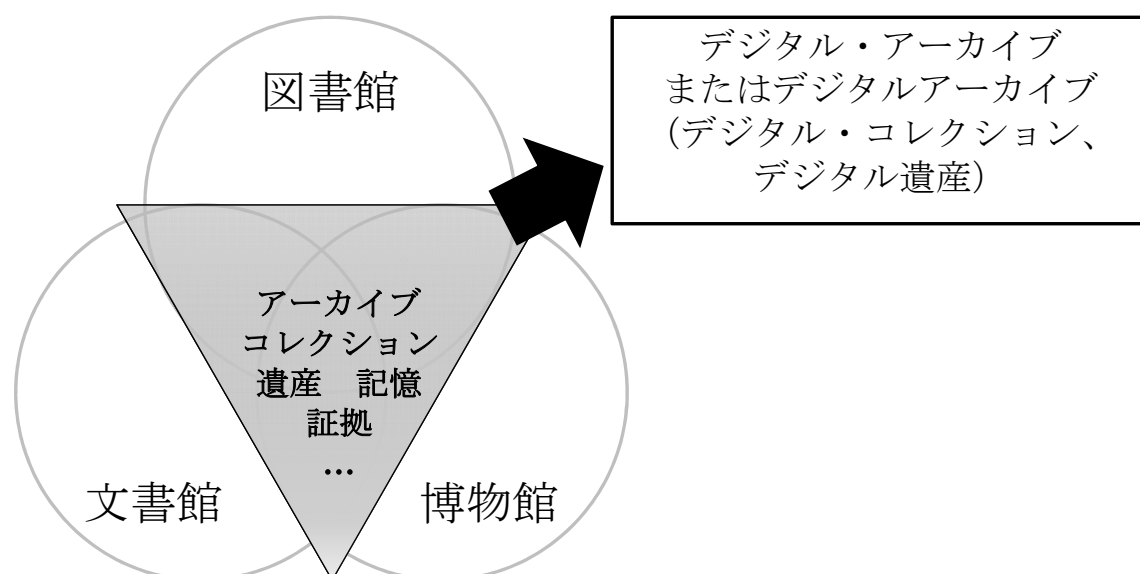 図書館
デジタル・アーカイブ
またはデジタルアーカイブ
(デジタル・コレクション、
デジタル遺産)
アーカイブ
コレクション
遺産　記憶
証拠
…
文書館
博物館